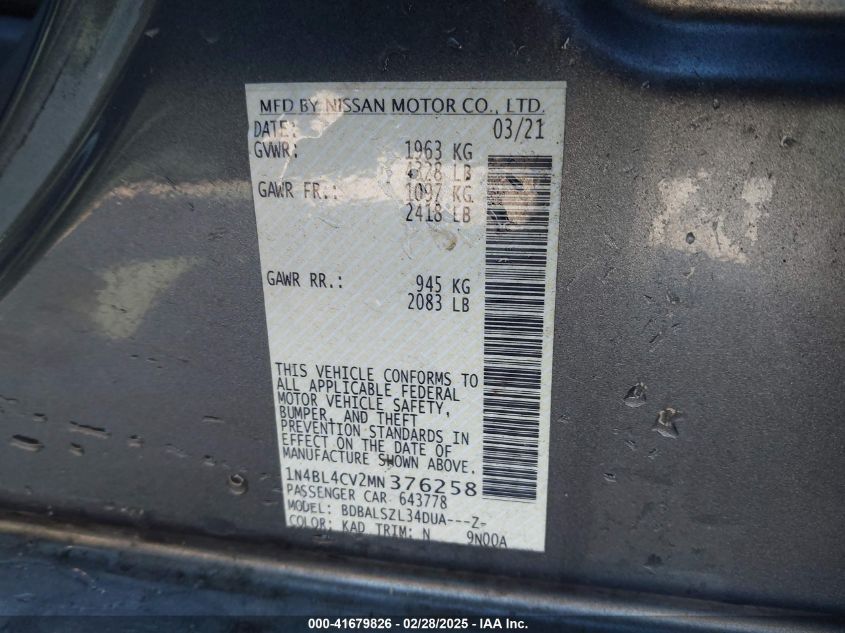 MFD BY NISSAN MOTOR CO., LTD.
DATE: 03/21
GVWR: 1963 KG
4328 LB
GAWR FR.: 1097 KG
2418 LB
GAWR RR.: 945 KG
2083 LB
THIS VEHICLE CONFORMS TO
ALL APPLICABLE FEDERAL
MOTOR VEHICLE SAFETY,
BUMPER, AND THEFT
PREVENTION STANDARDS IN
EFFECT ON THE DATE OF
MANUFACTURE SHOWN ABOVE.
1N4BL4CV2MN 376258
PASSENGER CAR 643778
MODEL: BDBALSZL34DUA---Z-
COLOR: KAD TRIM: N 9N00A
000-41679826 / 02/28/2025 / IAA Inc.